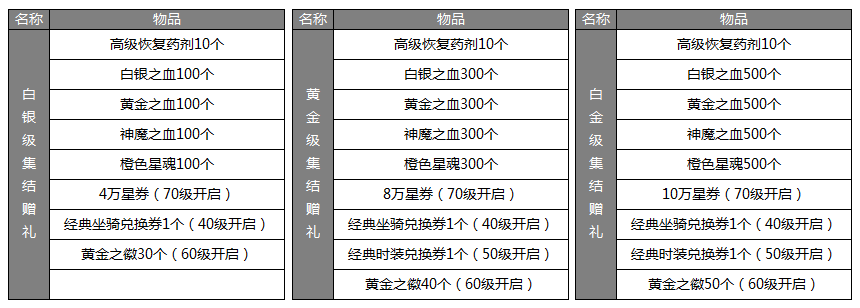 名称 物品
白银级集结赠礼
高级恢复药剂10个
白银之血100个
黄金之血100个
神魔之血100个
橙色星魂100个
4万星券（70级开启）
经典坐骑兑换券1个（40级开启）
黄金之徽30个（60级开启）
名称 物品
黄金级集结赠礼
高级恢复药剂10个
白银之血300个
黄金之血300个
神魔之血300个
橙色星魂300个
8万星券（70级开启）
经典坐骑兑换券1个（40级开启）
经典时装兑换券1个（50级开启）
黄金之徽40个（60级开启）
名称 物品
白金级集结赠礼
高级恢复药剂10个
白银之血500个
黄金之血500个
神魔之血500个
橙色星魂500个
10万星券（70级开启）
经典坐骑兑换券1个（40级开启）
经典时装兑换券1个（50级开启）
黄金之徽50个（60级开启）